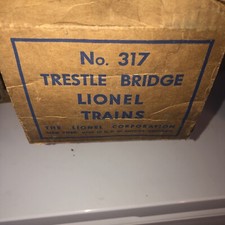 No. 317
TRESTLE BRIDGE
LIONEL
TRAINS
THE LIONEL CORPORATION